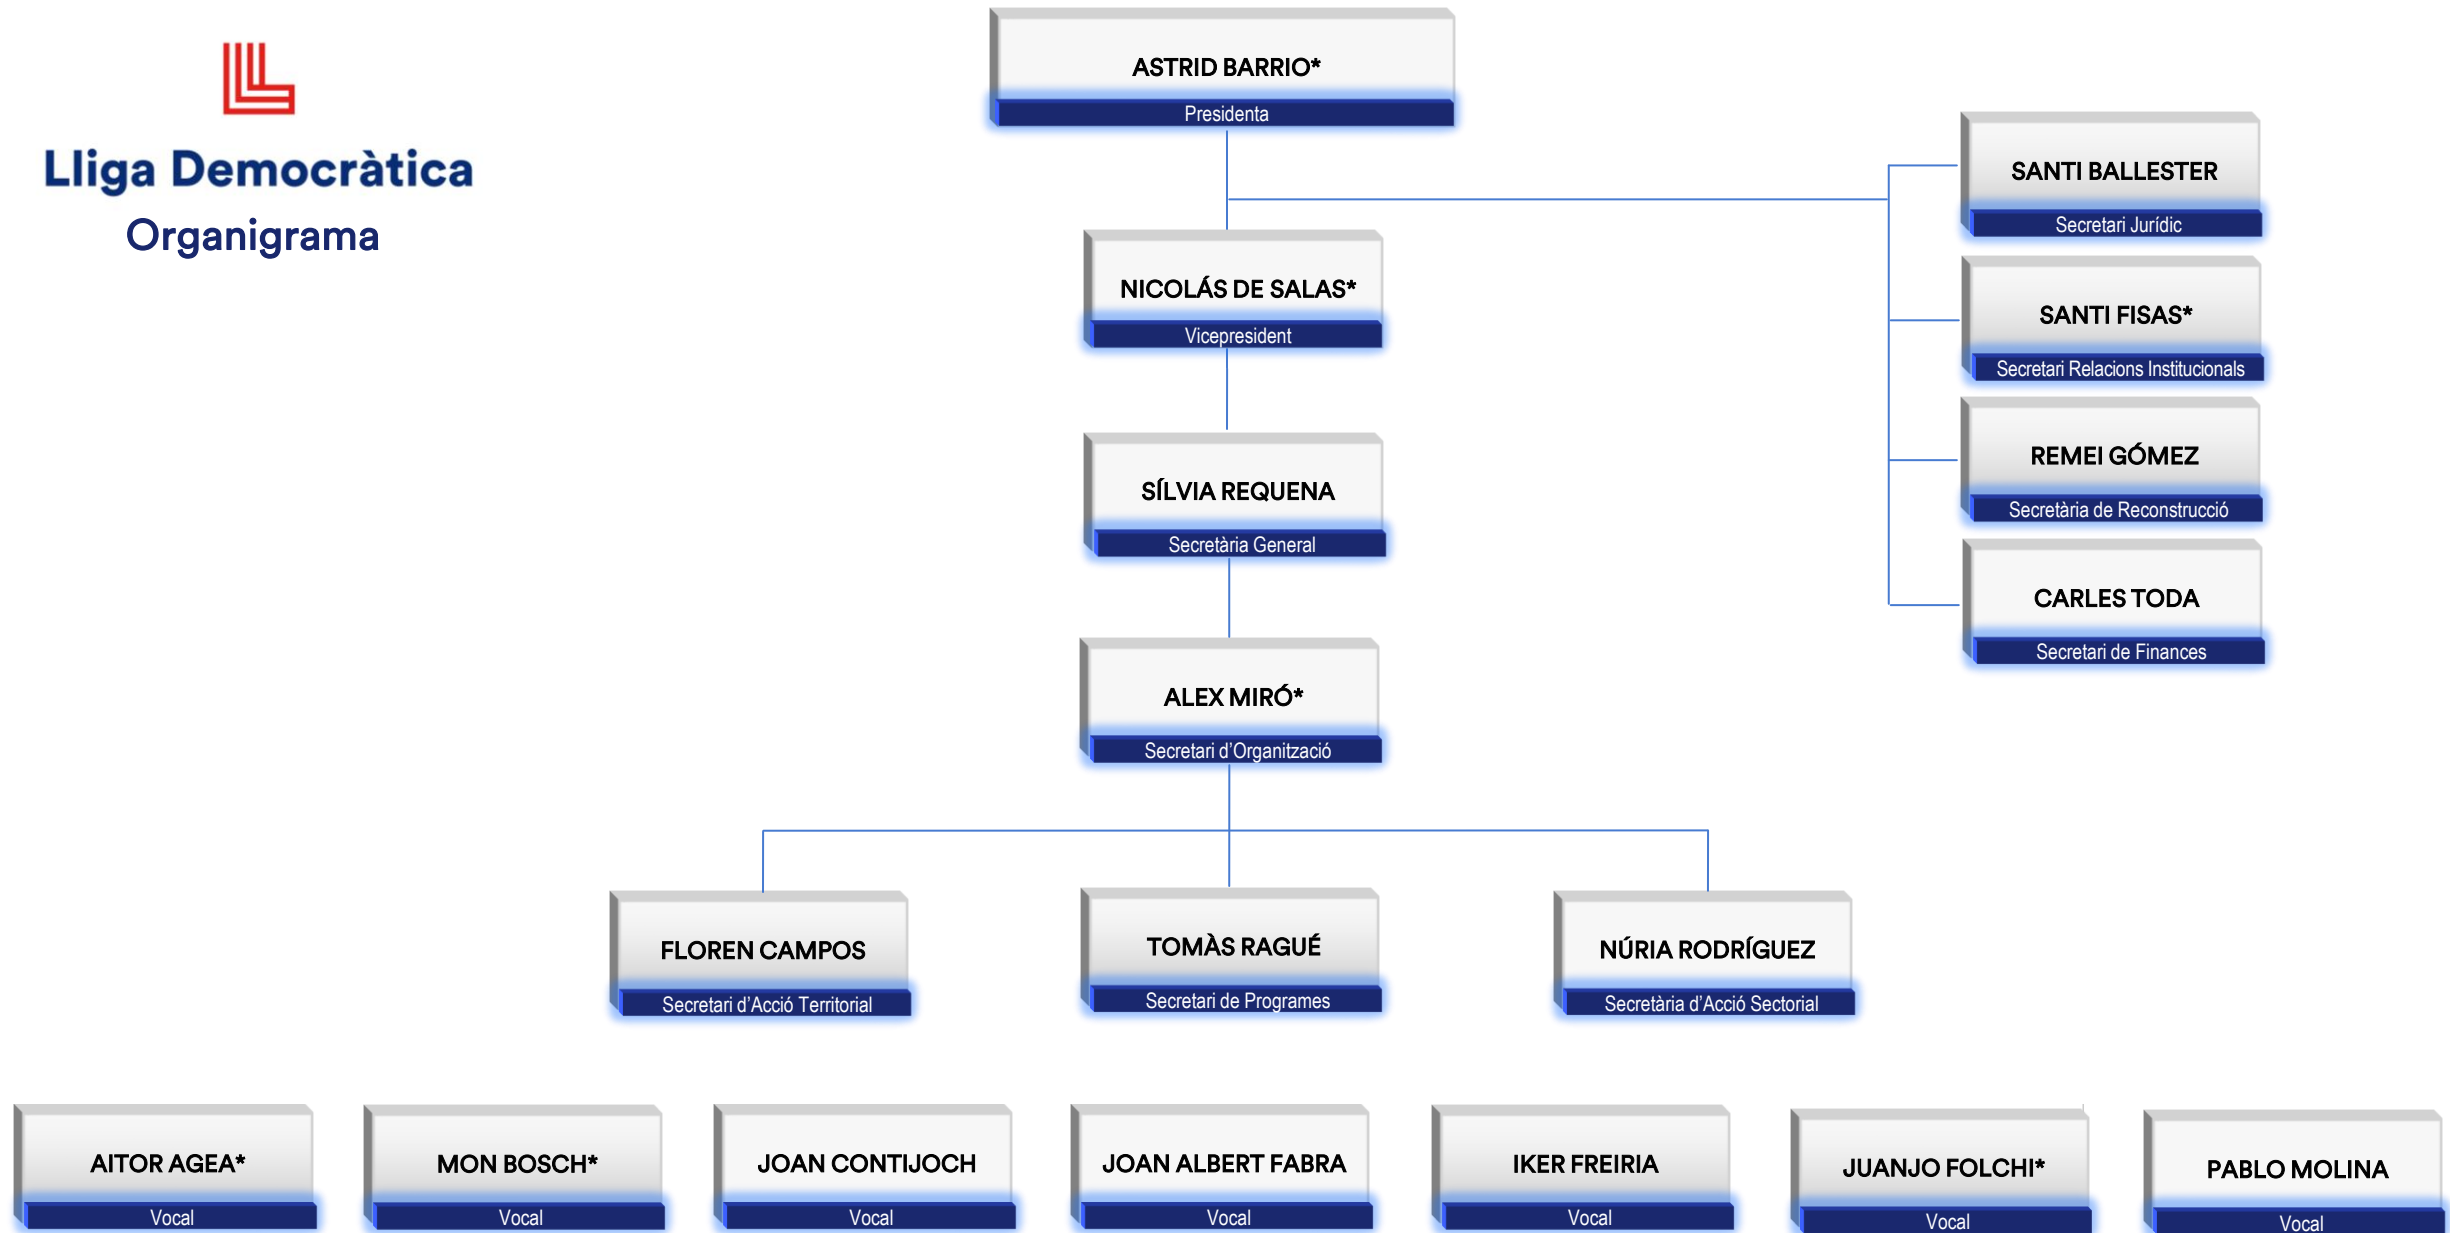 Lliga Democràtica
Organigrama
ASTRID BARRIO*
Presidenta
SANTI BALLESTER
Secretari Jurídic
NICOLÁS DE SALAS*
Vicepresident
SANTI FISAS*
Secretari Relacions Institucionals
REMEI GÓMEZ
Secretària de Reconstrucció
SÍLVIA REQUENA
Secretària General
CARLES TODA
Secretari de Finances
ALEX MIRÓ*
Secretari d’Organització
FLOREN CAMPOS
Secretari d’Acció Territorial
TOMÀS RAGUÉ
Secretari de Programes
NÚRIA RODRÍGUEZ
Secretària d’Acció Sectorial
AITOR AGEA*
Vocal
MON BOSCH*
Vocal
JOAN CONTIJOCH
Vocal
JOAN ALBERT FABRA
Vocal
IKER FREIRIA
Vocal
JUANJO FOLCHI*
Vocal
PABLO MOLINA
Vocal